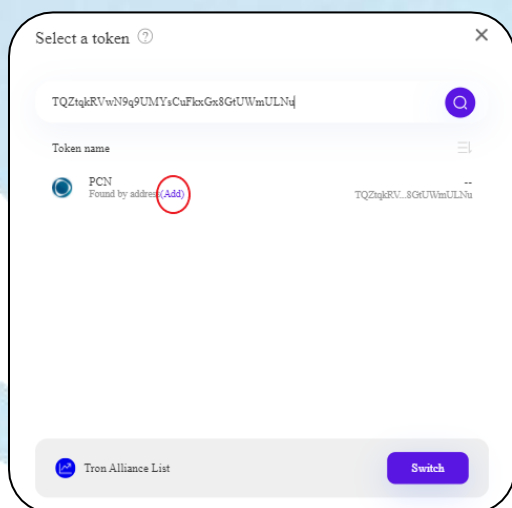 Select a token ?
TQZtqkRVwN9q9UMYsCuFkxGx8GtUWmULNu
Token name
PCN --
Found by address(Add) TQZtqkRV...8GtUWmULNu
Tron Alliance List Switch